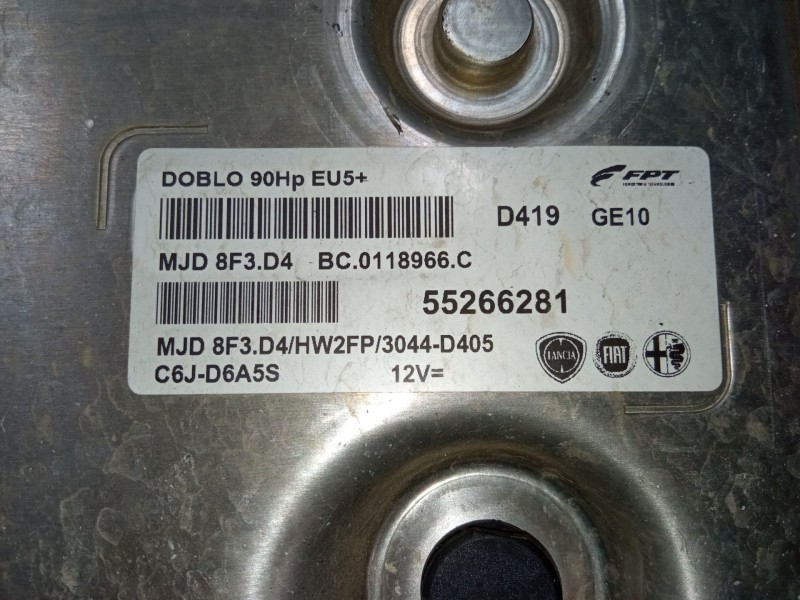 DOBLO 90Hp EU5+
FPT
D419 GE10
MJD 8F3.D4 BC.0118966.C
55266281
MJD 8F3.D4/HW2FP/3044-D405
LANCIA
FIAT
C6J-D6A5S 12V=